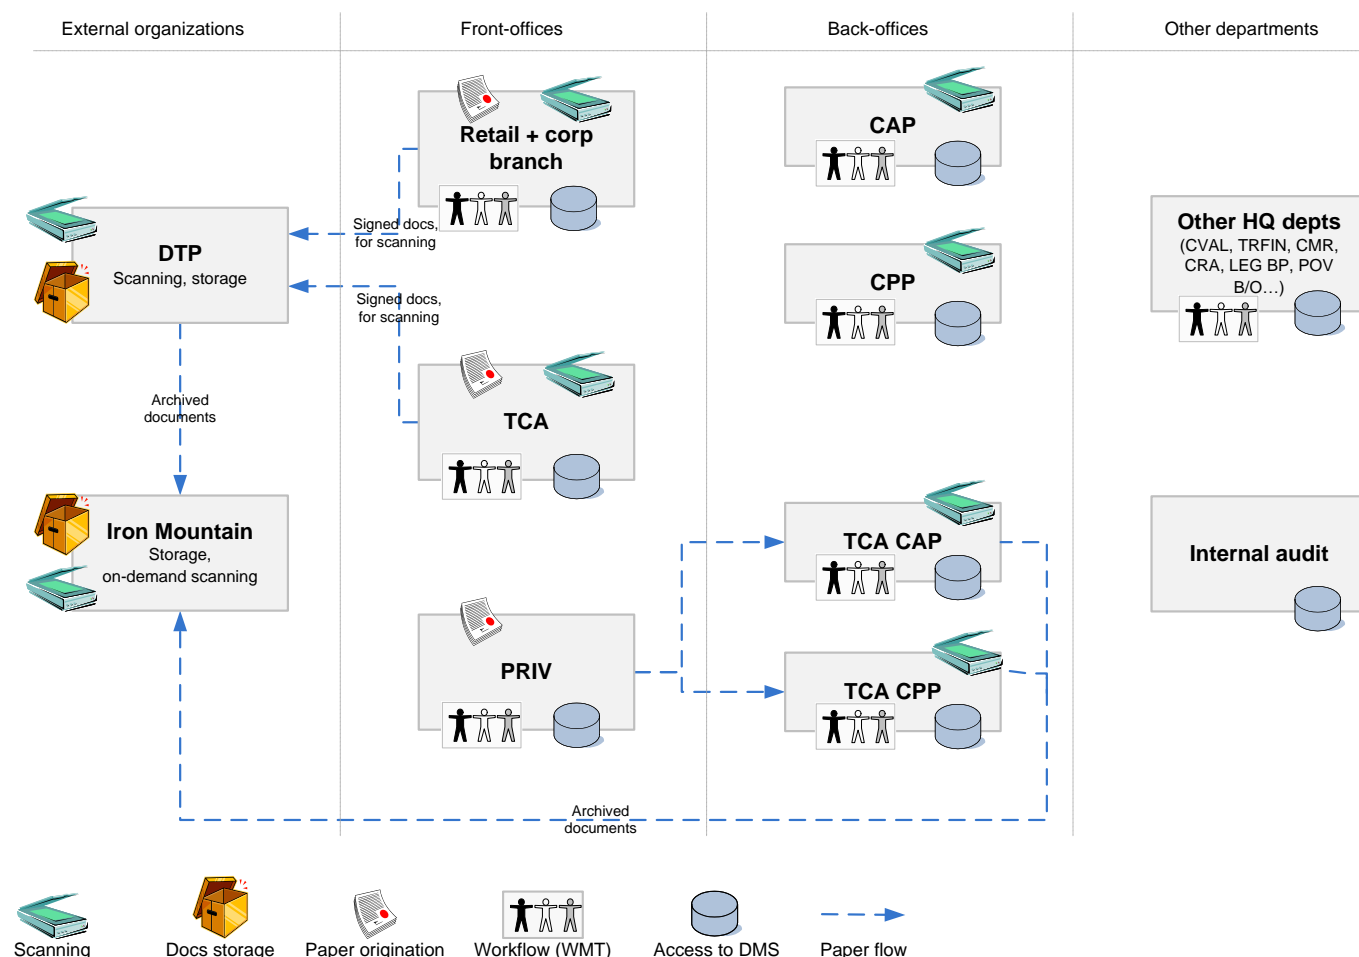 External organizations
Front-offices
Back-offices
Other departments
Retail + corp
branch
CAP
Signed docs,
for scanning
DTP
Scanning, storage
CPP
Other HQ depts
(CVAL, TRFIN, CMR,
CRA, LEG BP, POV
B/O…)
Signed docs,
for scanning
Archived
documents
TCA
Iron Mountain
Storage,
on-demand scanning
TCA CAP
Internal audit
PRIV
TCA CPP
Archived
documents
Scanning
Docs storage
Paper origination
Workflow (WMT)
Access to DMS
Paper flow